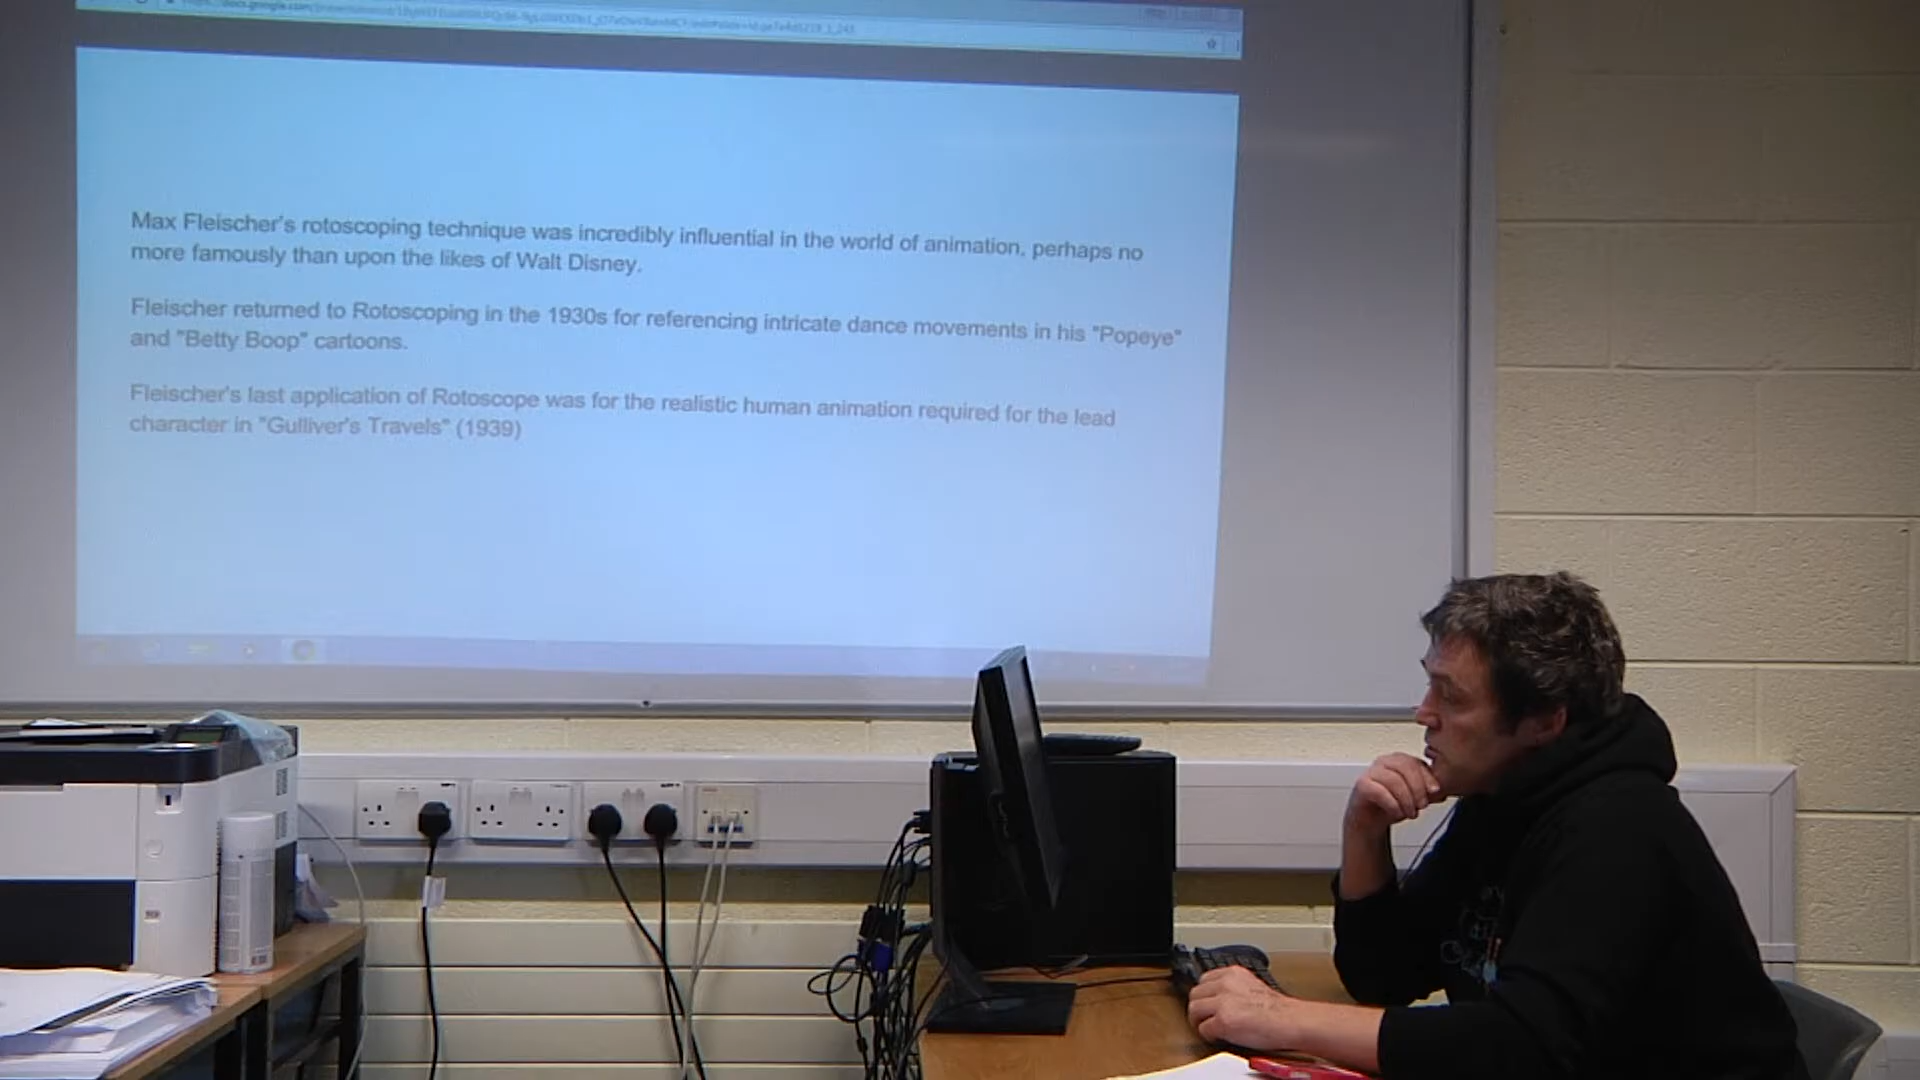 Max Fleischer's rotoscoping technique was incredibly influential in the world of animation, perhaps no
more famously than upon the likes of Walt Disney.
Fleischer returned to Rotoscoping in the 1930s for referencing intricate dance movements in his "Popeye"
and "Betty Boop" cartoons.
Fleischer's last application of Rotoscope was for the realistic human animation required for the lead
character in "Gulliver's Travels" (1939)